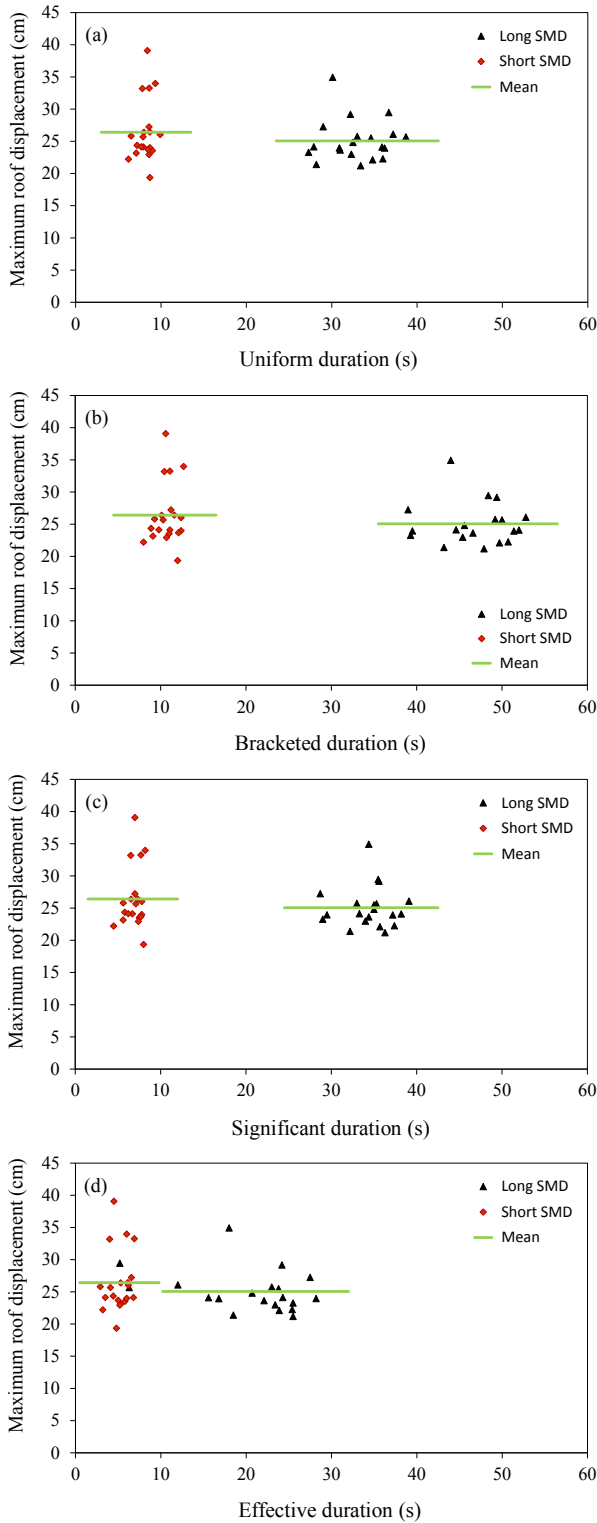 Maximum roof displacement (cm)
45
40
35
30
25
20
15
10
5
0
(a)
Long SMD
Short SMD
Mean
0 10 20 30 40 50 60
Uniform duration (s)
Maximum roof displacement (cm)
45
40
35
30
25
20
15
10
5
0
(b)
Long SMD
Short SMD
Mean
0 10 20 30 40 50 60
Bracketed duration (s)
Maximum roof displacement (cm)
45
40
35
30
25
20
15
10
5
0
(c)
Long SMD
Short SMD
Mean
0 10 20 30 40 50 60
Significant duration (s)
Maximum roof displacement (cm)
45
40
35
30
25
20
15
10
5
0
(d)
Long SMD
Short SMD
Mean
0 10 20 30 40 50 60
Effective duration (s)